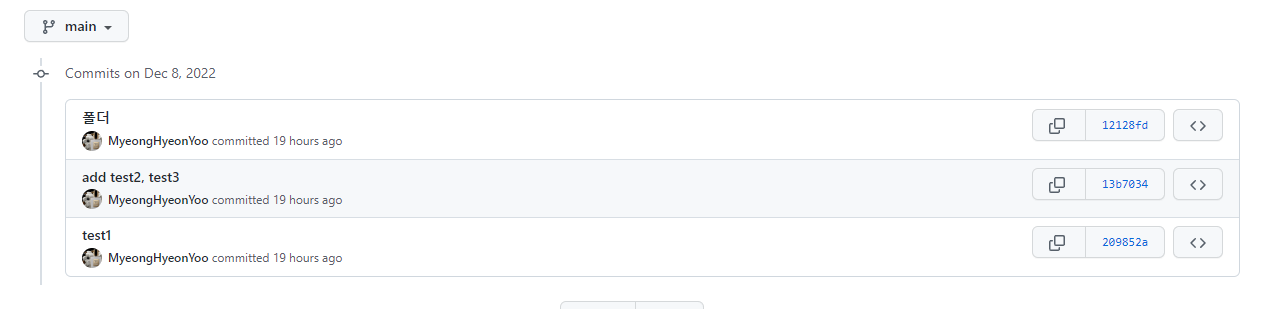 main
Commits on Dec 8, 2022
폴더
MyeongHyeonYoo committed 19 hours ago
12128fd
add test2, test3
MyeongHyeonYoo committed 19 hours ago
13b7034
test1
MyeongHyeonYoo committed 19 hours ago
209852a